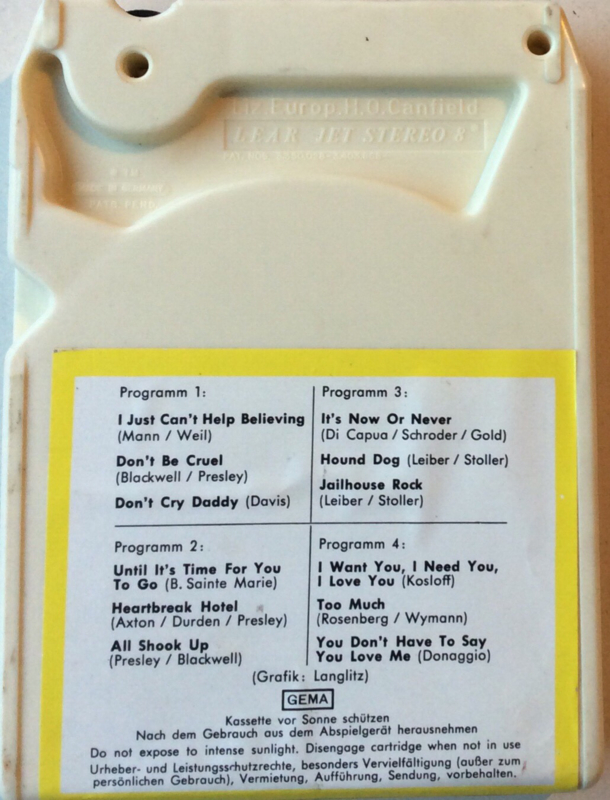 Liz.Europ.H.O.Canfield
LEAR JET STEREO 8
MADE IN GERMANY
PATD PEND
Programm 1:
I Just Can't Help Believing
(Mann / Weil)
Don't Be Cruel
(Blackwell / Presley)
Don't Cry Daddy (Davis)
Programm 2:
Until It's Time For You
To Go (B. Sainte Marie)
Heartbreak Hotel
(Axton / Durden / Presley)
All Shook Up
(Presley / Blackwell)
Programm 3:
It's Now Or Never
(Di Capua / Schroder / Gold)
Hound Dog (Leiber / Stoller)
Jailhouse Rock
(Leiber / Stoller)
Programm 4:
I Want You, I Need You,
I Love You (Kosloff)
Too Much
(Rosenberg / Wymann)
You Don't Have To Say
You Love Me (Donaggio)
(Grafik: Langlitz)
GEMA
Kassette vor Sonne schützen
Nach dem Gebrauch aus dem Abspielgerät herausnehmen
Do not expose to intense sunlight. Disengage cartridge when not in use
Urheber- und Leistungsschutzrechte, besonders Vervielfältigung (außer zum
persönlichen Gebrauch), Vermietung, Aufführung, Sendung, vorbehalten.